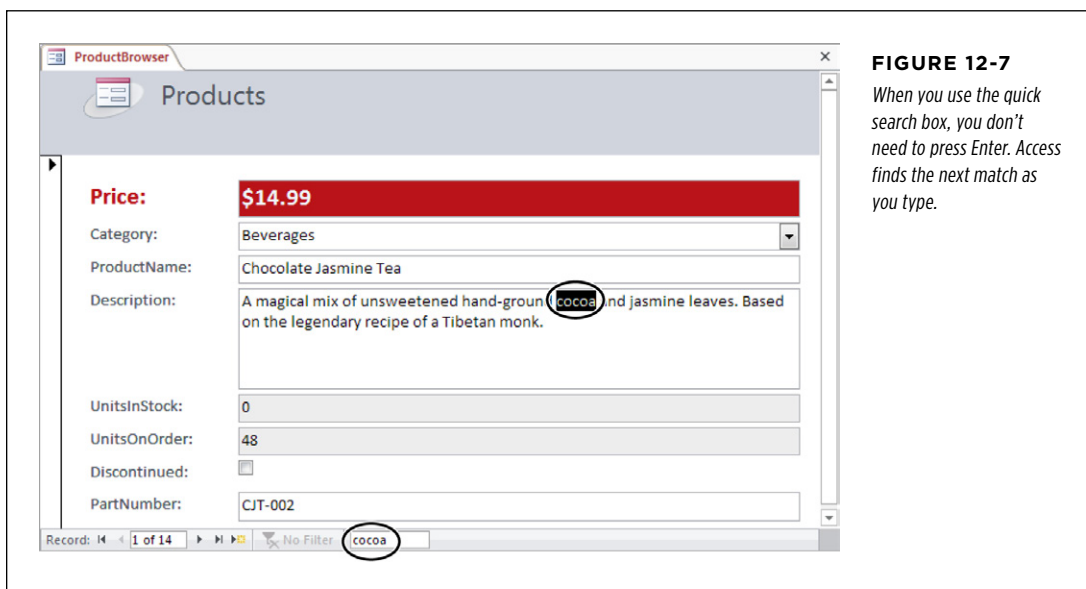 ProductBrowser
Products
Price: $14.99
Category: Beverages
ProductName: Chocolate Jasmine Tea
Description: A magical mix of unsweetened hand-groun cocoa nd jasmine leaves. Based
on the legendary recipe of a Tibetan monk.
UnitsInStock: 0
UnitsOnOrder: 48
Discontinued:
PartNumber: CJT-002
Record: 1 of 14 No Filter cocoa
FIGURE 12-7
When you use the quick
search box, you don’t
need to press Enter. Access
finds the next match as
you type.